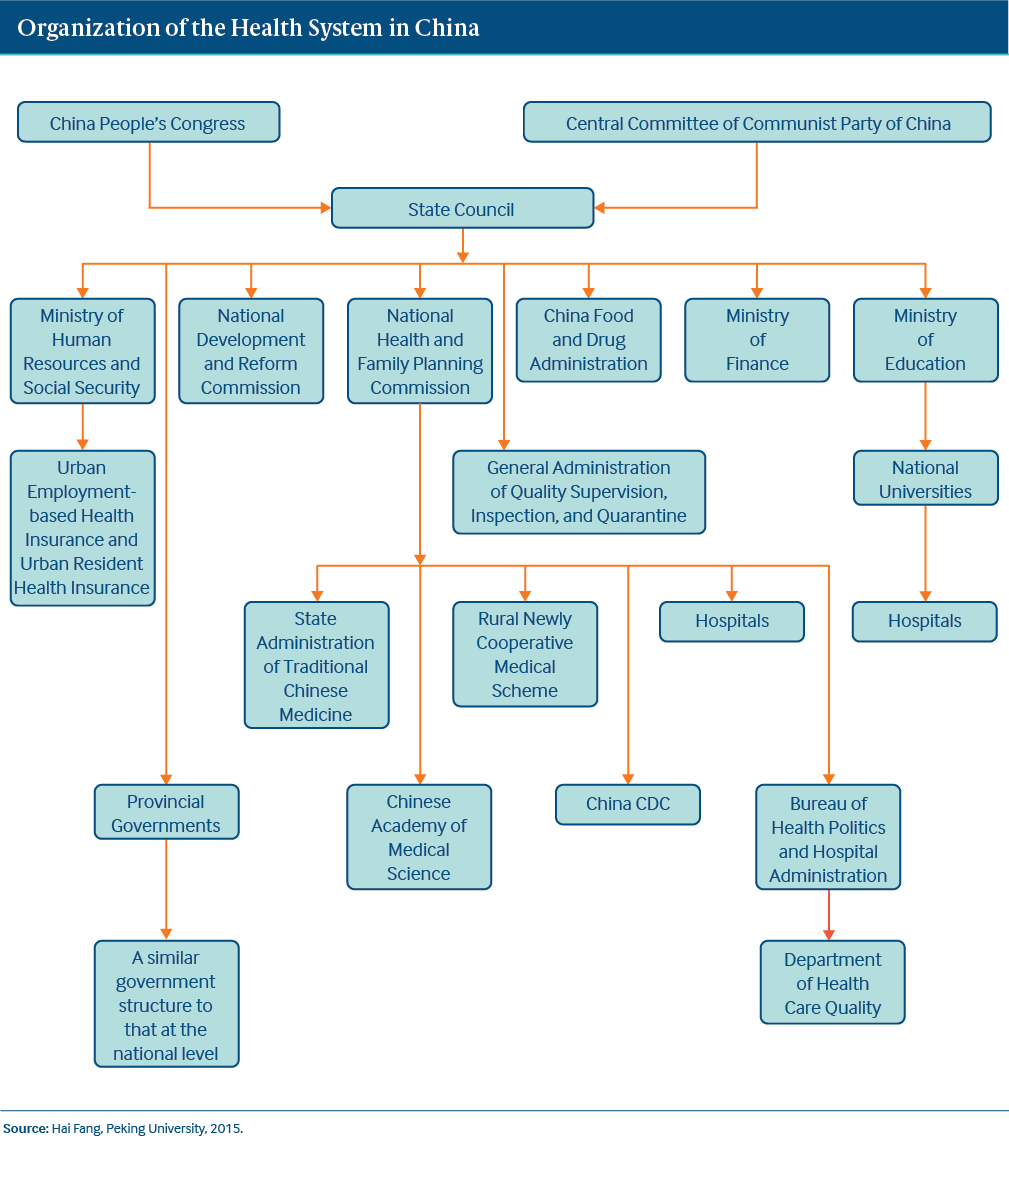 Organization of the Health System in China
China People’s Congress
Central Committee of Communist Party of China
State Council
Ministry of
Human
Resources and
Social Security
National
Development
and Reform
Commission
National
Health and
Family Planning
Commission
China Food
and Drug
Administration
Ministry
of
Finance
Ministry
of
Education
Urban
Employment-
based Health
Insurance and
Urban Resident
Health Insurance
General Administration
of Quality Supervision,
Inspection, and Quarantine
National
Universities
State
Administration
of Traditional
Chinese
Medicine
Rural Newly
Cooperative
Medical
Scheme
Hospitals
Hospitals
Provincial
Governments
Chinese
Academy of
Medical
Science
China CDC
Bureau of
Health Politics
and Hospital
Administration
A similar
government
structure to
that at the
national level
Department
of Health
Care Quality
Source: Hai Fang, Peking University, 2015.